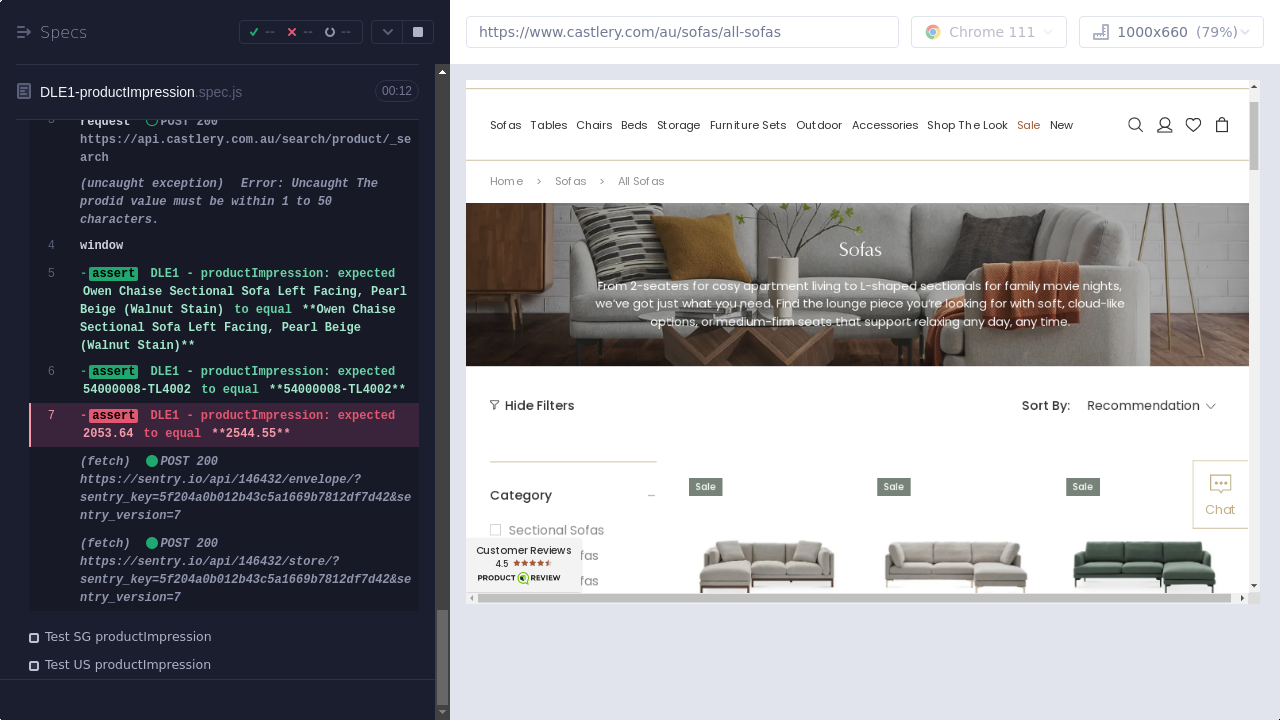 Specs
--
--
--
https://www.castlery.com/au/sofas/all-sofas
Chrome 111
1000x660 (79%)
DLE1-productImpression.spec.js
00:12
3
request POST 200
https://api.castlery.com.au/search/product/_se
arch
(uncaught exception) Error: Uncaught The
prodid value must be within 1 to 50
characters.
4 window
5 -assert DLE1 - productImpression: expected
Owen Chaise Sectional Sofa Left Facing, Pearl
Beige (Walnut Stain) to equal **Owen Chaise
Sectional Sofa Left Facing, Pearl Beige
(Walnut Stain)**
6 -assert DLE1 - productImpression: expected
54000008-TL4002 to equal **54000008-TL4002**
7 -assert DLE1 - productImpression: expected
2053.64 to equal **2544.55**
(fetch) POST 200
https://sentry.io/api/146432/envelope/?
sentry_key=5f204a0b012b43c5a1669b7812df7d42&se
ntry_version=7
(fetch) POST 200
https://sentry.io/api/146432/store/?
sentry_key=5f204a0b012b43c5a1669b7812df7d42&se
ntry_version=7
Test SG productImpression
Test US productImpression
Sofas Tables Chairs Beds Storage Furniture Sets Outdoor Accessories Shop The Look Sale New
Home > Sofas > All Sofas
Sofas
From 2-seaters for cosy apartment living to L-shaped sectionals for family movie nights,
we've got just what you need. Find the lounge piece you're looking for with soft, cloud-like
options, or medium-firm seats that support relaxing any day, any time.
Hide Filters
Sort By: Recommendation
Category
Sectional Sofas
fas
fas
Sale
Sale
Sale
Chat
Customer Reviews
4.5
PRODUCT REVIEW